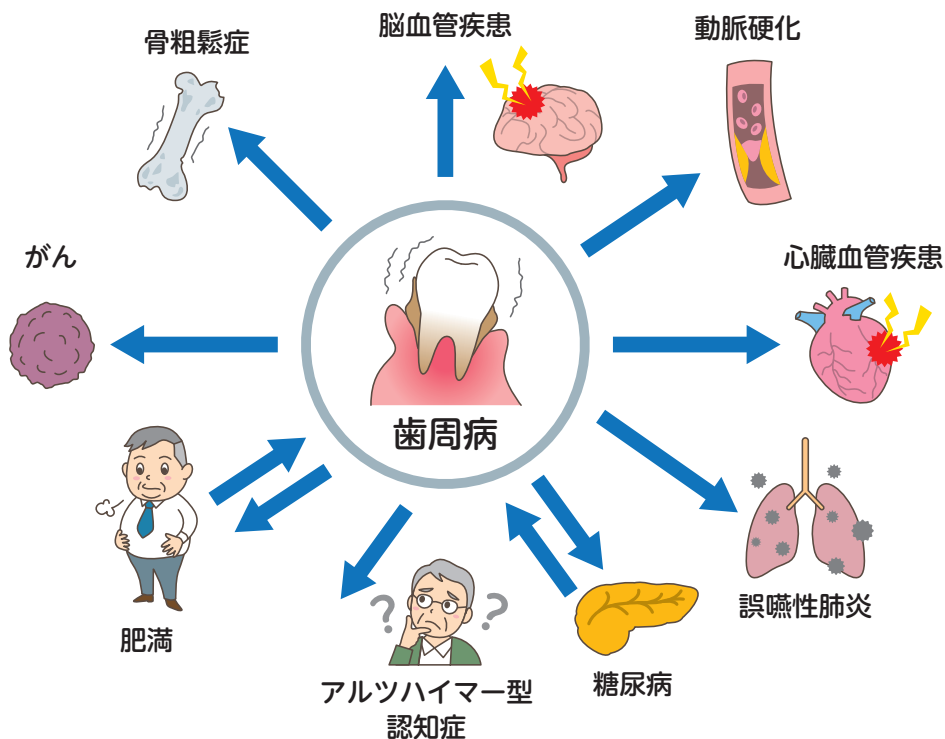 脳血管疾患
動脈硬化
骨粗鬆症
がん
心臓血管疾患
歯周病
肥満
誤嚥性肺炎
アルツハイマー型
認知症
糖尿病
?
?